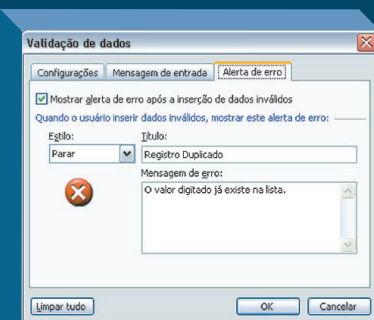 Validação de dados
Configurações Mensagem de entrada Alerta de erro
Mostrar alerta de erro após a inserção de dados inválidos
Quando o usuário inserir dados inválidos, mostrar este alerta de erro:
Estilo: Título:
Parar Registro Duplicado
Mensagem de erro:
O valor digitado já existe na lista.
Limpar tudo OK Cancelar